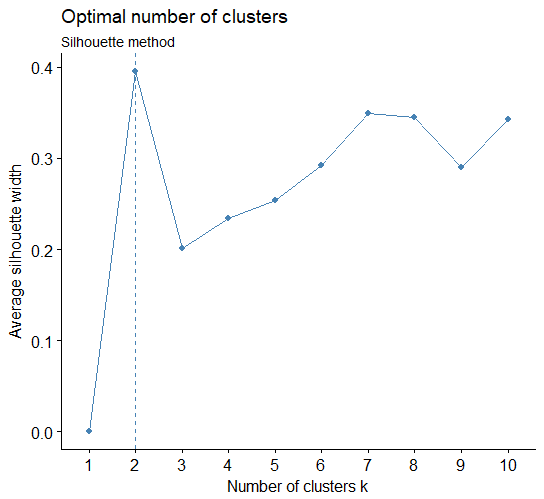 Optimal number of clusters
Silhouette method
Average silhouette width
0.4
0.3
0.2
0.1
0.0
1 2 3 4 5 6 7 8 9 10
Number of clusters k